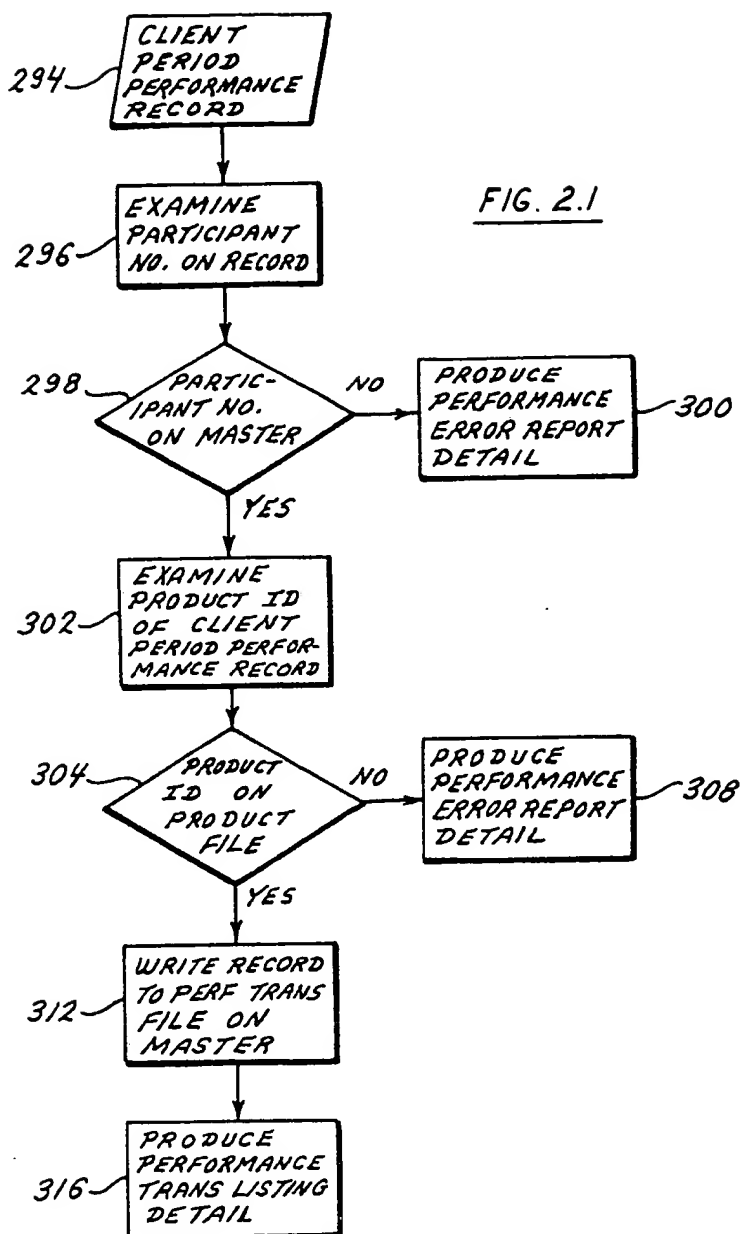 CLIENT
PERIOD
PERFORMANCE
RECORD
294
FIG. 2.1
EXAMINE
PARTICIPANT
NO. ON RECORD
296
298
PARTIC-
IPANT NO.
ON MASTER
NO
PRODUCE
PERFORMANCE
ERROR REPORT
DETAIL
300
YES
EXAMINE
PRODUCT ID
OF CLIENT
PERIOD PERFOR-
MANCE RECORD
302
304
PRODUCT
ID ON
PRODUCT
FILE
NO
PRODUCE
PERFORMANCE
ERROR REPORT
DETAIL
308
YES
WRITE RECORD
TO PERF TRANS
FILE ON
MASTER
312
PRODUCE
PERFORMANCE
TRANS LISTING
DETAIL
316